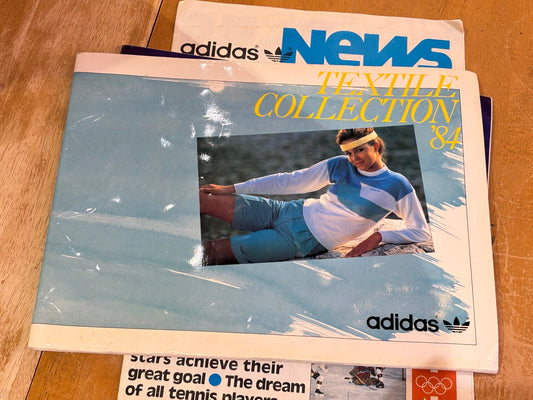 adidas News
TEXTILE
COLLECTION
'84
adidas
stars achieve their
great goal ● The dream
of all tennis players